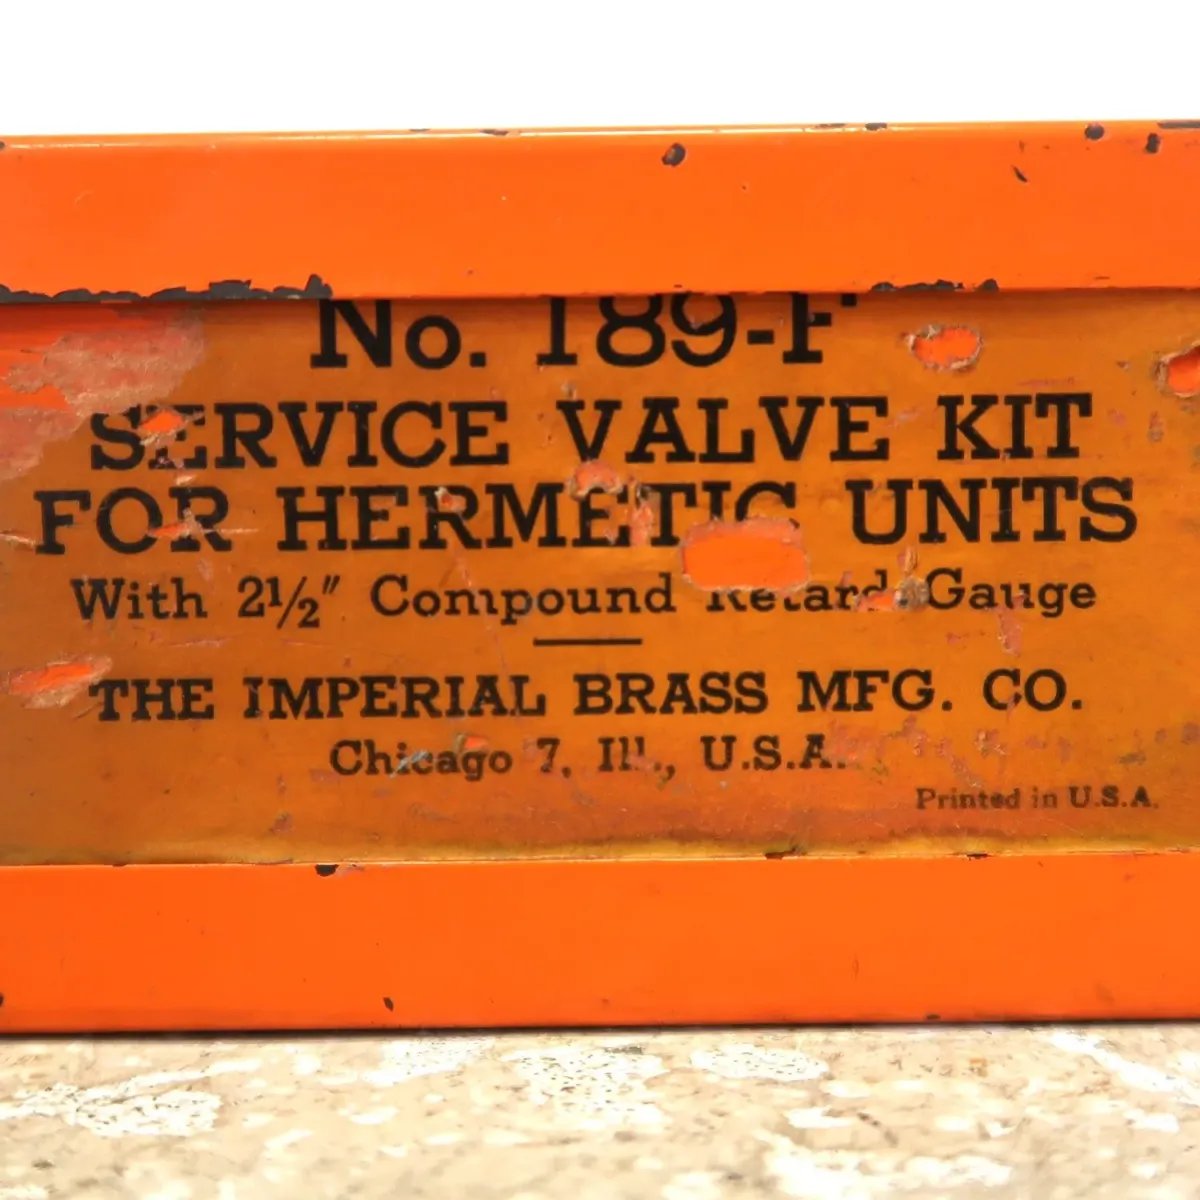 No. 189-F
SERVICE VALVE KIT
FOR HERMETIC UNITS
With 2½" Compound Retard Gauge
THE IMPERIAL BRASS MFG. CO.
Chicago 7, Ill., U.S.A.
Printed in U.S.A.